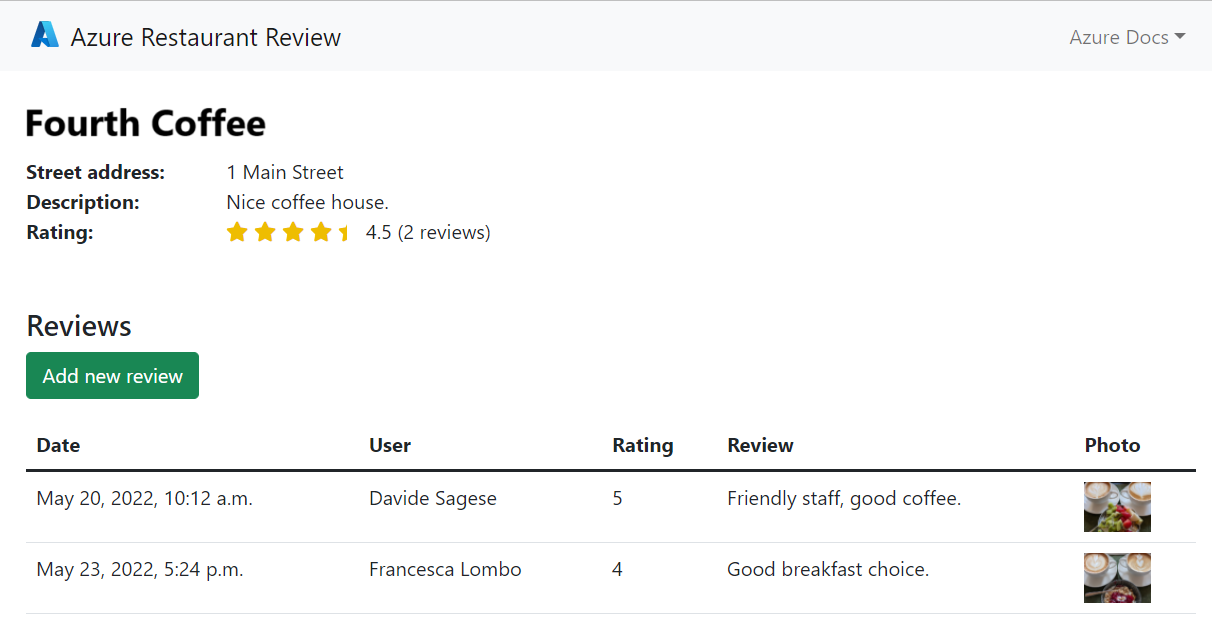 Azure Restaurant Review Azure Docs
Fourth Coffee
Street address: 1 Main Street
Description: Nice coffee house.
Rating: 4.5 (2 reviews)
Reviews
Add new review
Date User Rating Review Photo
May 20, 2022, 10:12 a.m. Davide Sagese 5 Friendly staff, good coffee.
May 23, 2022, 5:24 p.m. Francesca Lombo 4 Good breakfast choice.